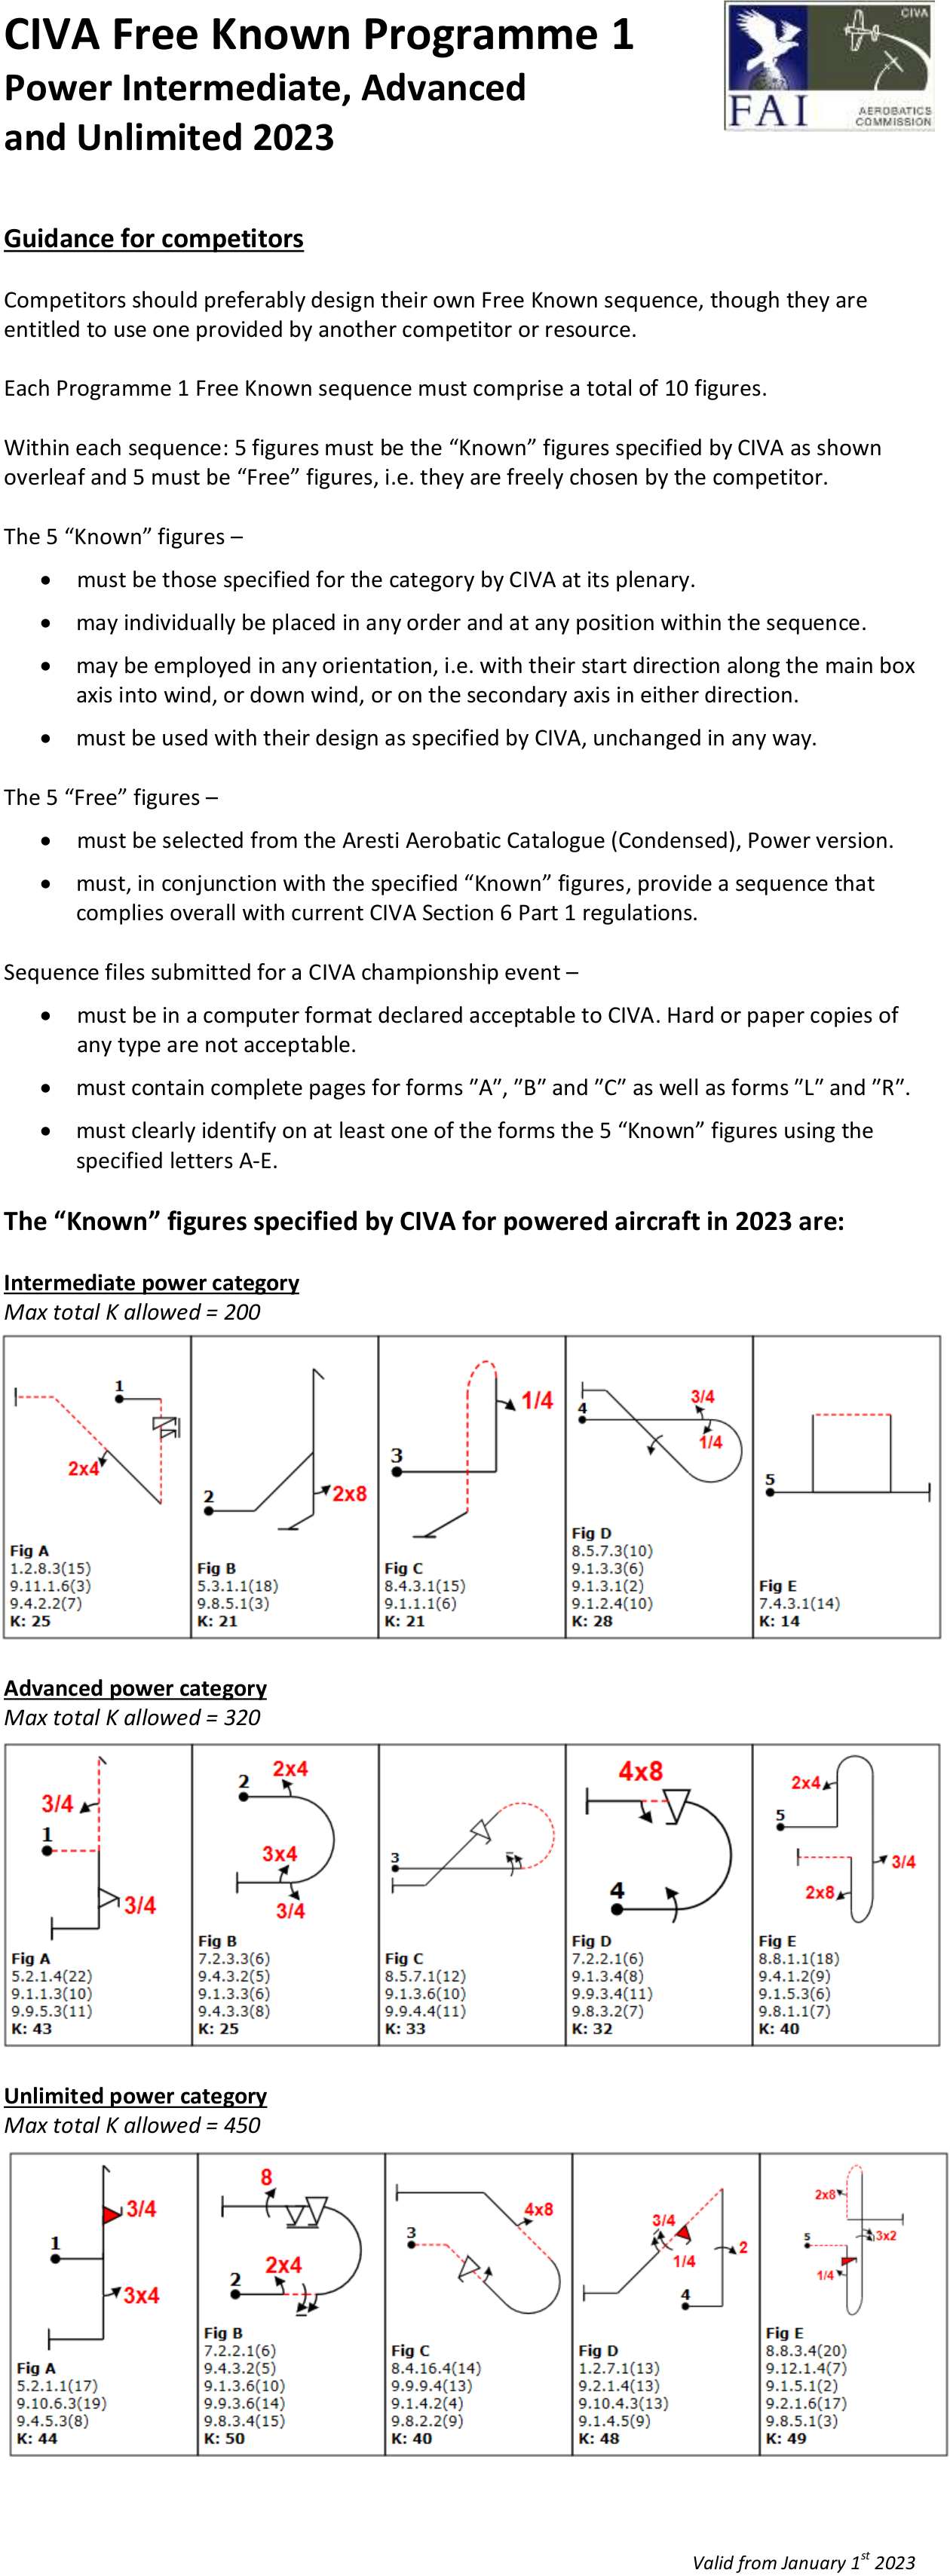 CIVA Free Known Programme 1
Power Intermediate, Advanced
and Unlimited 2023
CIVA
FAI
AEROBATICS
COMMISSION
Guidance for competitors
Competitors should preferably design their own Free Known sequence, though they are
entitled to use one provided by another competitor or resource.
Each Programme 1 Free Known sequence must comprise a total of 10 figures.
Within each sequence: 5 figures must be the “Known” figures specified by CIVA as shown
overleaf and 5 must be “Free” figures, i.e. they are freely chosen by the competitor.
The 5 “Known” figures –
• must be those specified for the category by CIVA at its plenary.
• may individually be placed in any order and at any position within the sequence.
• may be employed in any orientation, i.e. with their start direction along the main box
axis into wind, or down wind, or on the secondary axis in either direction.
• must be used with their design as specified by CIVA, unchanged in any way.
The 5 “Free” figures –
• must be selected from the Aresti Aerobatic Catalogue (Condensed), Power version.
• must, in conjunction with the specified “Known” figures, provide a sequence that
complies overall with current CIVA Section 6 Part 1 regulations.
Sequence files submitted for a CIVA championship event –
• must be in a computer format declared acceptable to CIVA. Hard or paper copies of
any type are not acceptable.
• must contain complete pages for forms ”A”, ”B” and ”C” as well as forms ”L” and ”R”.
• must clearly identify on at least one of the forms the 5 “Known” figures using the
specified letters A-E.
The “Known” figures specified by CIVA for powered aircraft in 2023 are:
Intermediate power category
Max total K allowed = 200
1
2x4
Fig A
1.2.8.3(15)
9.11.1.6(3)
9.4.2.2(7)
K: 25
2
2x8
Fig B
5.3.1.1(18)
9.8.5.1(3)
K: 21
1/4
3
Fig C
8.4.3.1(15)
9.1.1.1(6)
K: 21
4
3/4
1/4
Fig D
8.5.7.3(10)
9.1.3.3(6)
9.1.3.1(2)
9.1.2.4(10)
K: 28
5
Fig E
7.4.3.1(14)
K: 14
Advanced power category
Max total K allowed = 320
3/4
1
3/4
Fig A
5.2.1.4(22)
9.1.1.3(10)
9.9.5.3(11)
K: 43
2
2x4
3x4
3/4
Fig B
7.2.3.3(6)
9.4.3.2(5)
9.1.3.3(6)
9.4.3.3(8)
K: 25
3
Fig C
8.5.7.1(12)
9.1.3.6(10)
9.9.4.4(11)
K: 33
4x8
4
Fig D
7.2.2.1(6)
9.1.3.4(8)
9.9.3.4(11)
9.8.3.2(7)
K: 32
2x4
5
3/4
2x8
Fig E
8.8.1.1(18)
9.4.1.2(9)
9.1.5.3(6)
9.8.1.1(7)
K: 40
Unlimited power category
Max total K allowed = 450
3/4
1
3x4
Fig A
5.2.1.1(17)
9.10.6.3(19)
9.4.5.3(8)
K: 44
8
2x4
2
Fig B
7.2.2.1(6)
9.4.3.2(5)
9.1.3.6(10)
9.9.3.6(14)
9.8.3.4(15)
K: 50
4x8
3
Fig C
8.4.16.4(14)
9.9.9.4(13)
9.1.4.2(4)
9.8.2.2(9)
K: 40
3/4
1/4
2
4
Fig D
1.2.7.1(13)
9.2.1.4(13)
9.10.4.3(13)
9.1.4.5(9)
K: 48
2x8
3x2
5
1/4
Fig E
8.8.3.4(20)
9.12.1.4(7)
9.1.5.1(2)
9.2.1.6(17)
9.8.5.1(3)
K: 49
Valid from January 1st 2023